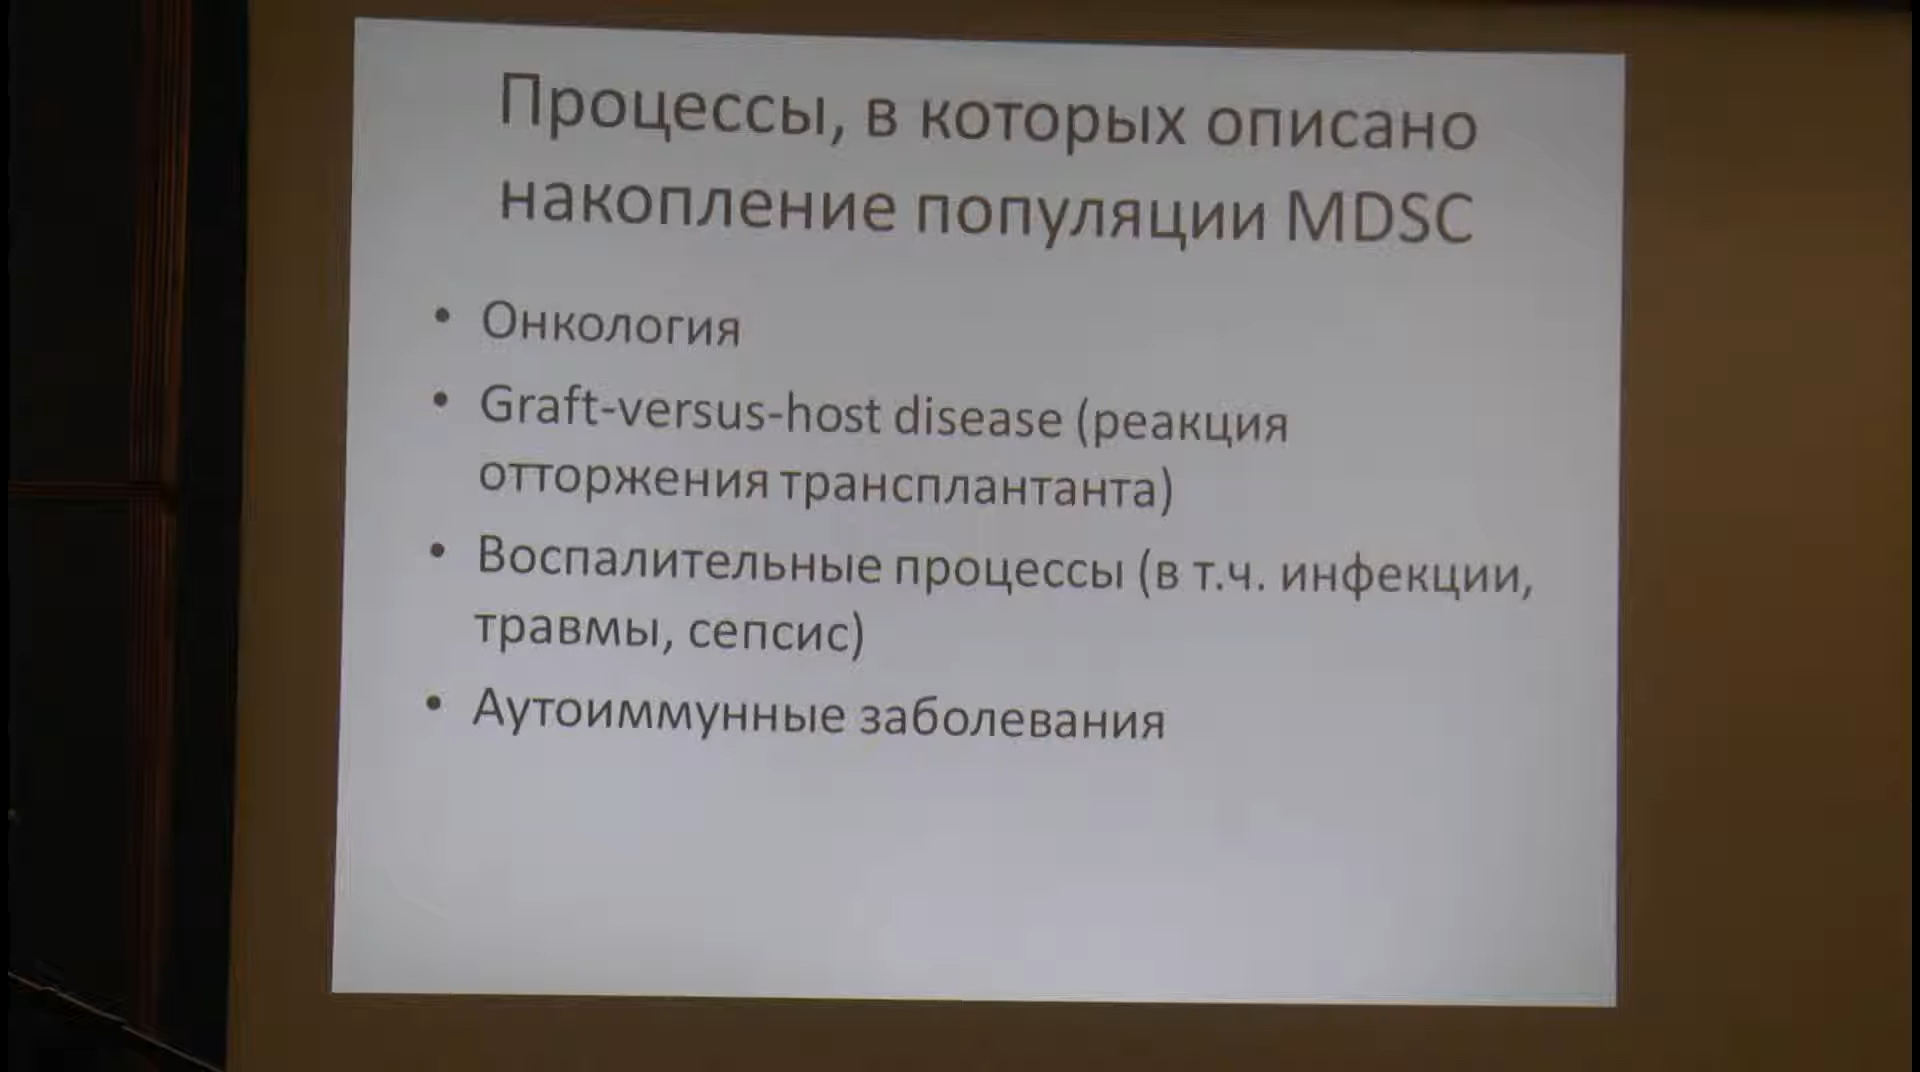 Процессы, в которых описано
накопление популяции MDSC
• Онкология
• Graft-versus-host disease (реакция
отторжения трансплантанта)
• Воспалительные процессы (в т.ч. инфекции,
травмы, сепсис)
• Аутоиммунные заболевания